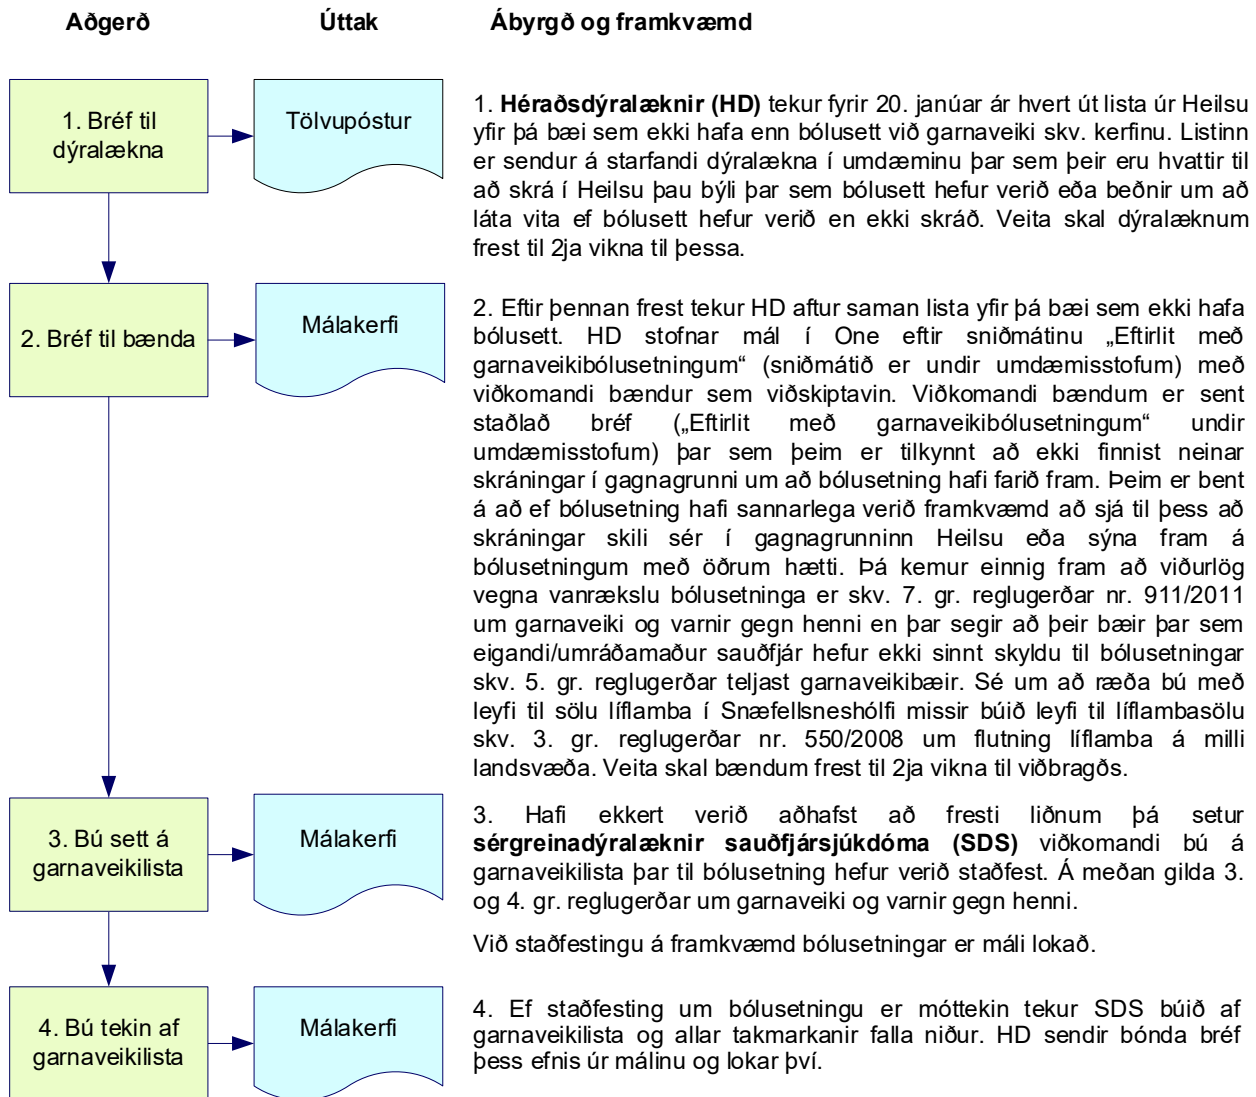 Aðgerð Úttak Ábyrgð og framkvæmd
1. Bréf til
dýralækna
Tölvupóstur
1. Héraðsdýralæknir (HD) tekur fyrir 20. janúar ár hvert út lista úr Heilsu
yfir þá bæi sem ekki hafa enn bólusett við garnaveiki skv. kerfinu. Listinn
er sendur á starfandi dýralækna í umdæminu þar sem þeir eru hvattir til
að skrá í Heilsu þau býli þar sem bólusett hefur verið eða beðnir um að
láta vita ef bólusett hefur verið en ekki skráð. Veita skal dýralæknum
frest til 2ja vikna til þessa.
2. Bréf til bænda
Málakerfi
2. Eftir þennan frest tekur HD aftur saman lista yfir þá bæi sem ekki hafa
bólusett. HD stofnar mál í One eftir sniðmátinu „Eftirlit með
garnaveikibólusetningum“ (sniðmátið er undir umdæmisstofum) með
viðkomandi bændur sem viðskiptavin. Viðkomandi bændum er sent
staðlað bréf („Eftirlit með garnaveikibólusetningum“ undir
umdæmisstofum) þar sem þeim er tilkynnt að ekki finnist neinar
skráningar í gagnagrunni um að bólusetning hafi farið fram. Þeim er bent
á að ef bólusetning hafi sannarlega verið framkvæmd að sjá til þess að
skráningar skili sér í gagnagrunninn Heilsu eða sýna fram á
bólusetningum með öðrum hætti. Þá kemur einnig fram að viðurlög
vegna vanrækslu bólusetninga er skv. 7. gr. reglugerðar nr. 911/2011
um garnaveiki og varnir gegn henni en þar segir að þeir bæir þar sem
eigandi/umráðamaður sauðfjár hefur ekki sinnt skyldu til bólusetningar
skv. 5. gr. reglugerðar teljast garnaveikibæir. Sé um að ræða bú með
leyfi til sölu líflamba í Snæfellsneshólfi missir búið leyfi til líflambasölu
skv. 3. gr. reglugerðar nr. 550/2008 um flutning líflamba á milli
landsvæða. Veita skal bændum frest til 2ja vikna til viðbragðs.
3. Bú sett á
garnaveikilista
Málakerfi
3. Hafi ekkert verið aðhafst að fresti liðnum þá setur
sérgreinadýralæknir sauðfjársjúkdóma (SDS) viðkomandi bú á
garnaveikilista þar til bólusetning hefur verið staðfest. Á meðan gilda 3.
og 4. gr. reglugerðar um garnaveiki og varnir gegn henni.
Við staðfestingu á framkvæmd bólusetningar er máli lokað.
4. Bú tekin af
garnaveikilista
Málakerfi
4. Ef staðfesting um bólusetningu er móttekin tekur SDS búið af
garnaveikilista og allar takmarkanir falla niður. HD sendir bónda bréf
þess efnis úr málinu og lokar því.